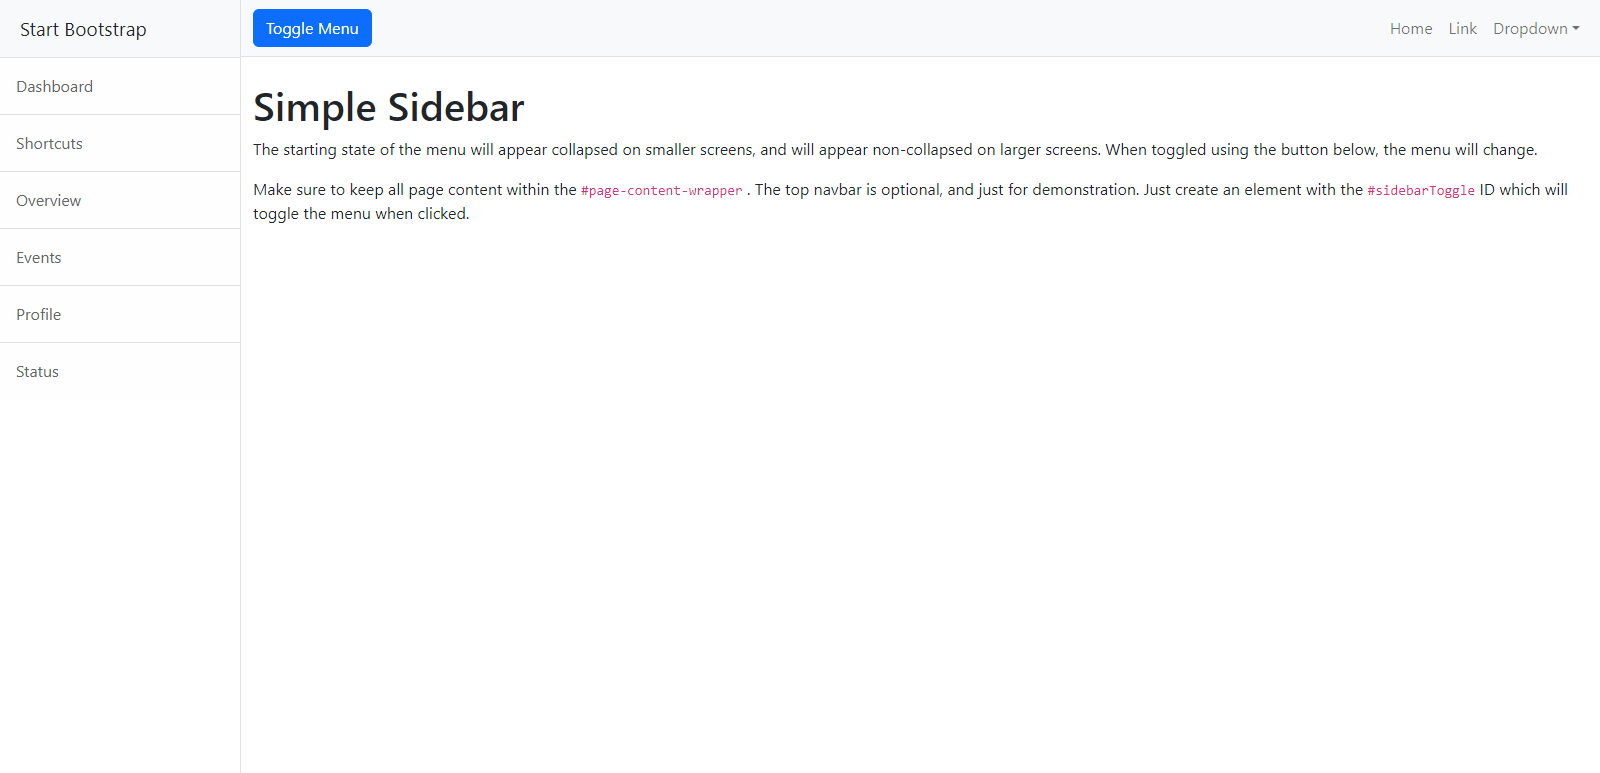 Start Bootstrap
Toggle Menu
Home Link Dropdown
Dashboard
Shortcuts
Overview
Events
Profile
Status
Simple Sidebar
The starting state of the menu will appear collapsed on smaller screens, and will appear non-collapsed on larger screens. When toggled using the button below, the menu will change.
Make sure to keep all page content within the #page-content-wrapper . The top navbar is optional, and just for demonstration. Just create an element with the #sidebarToggle ID which will
toggle the menu when clicked.